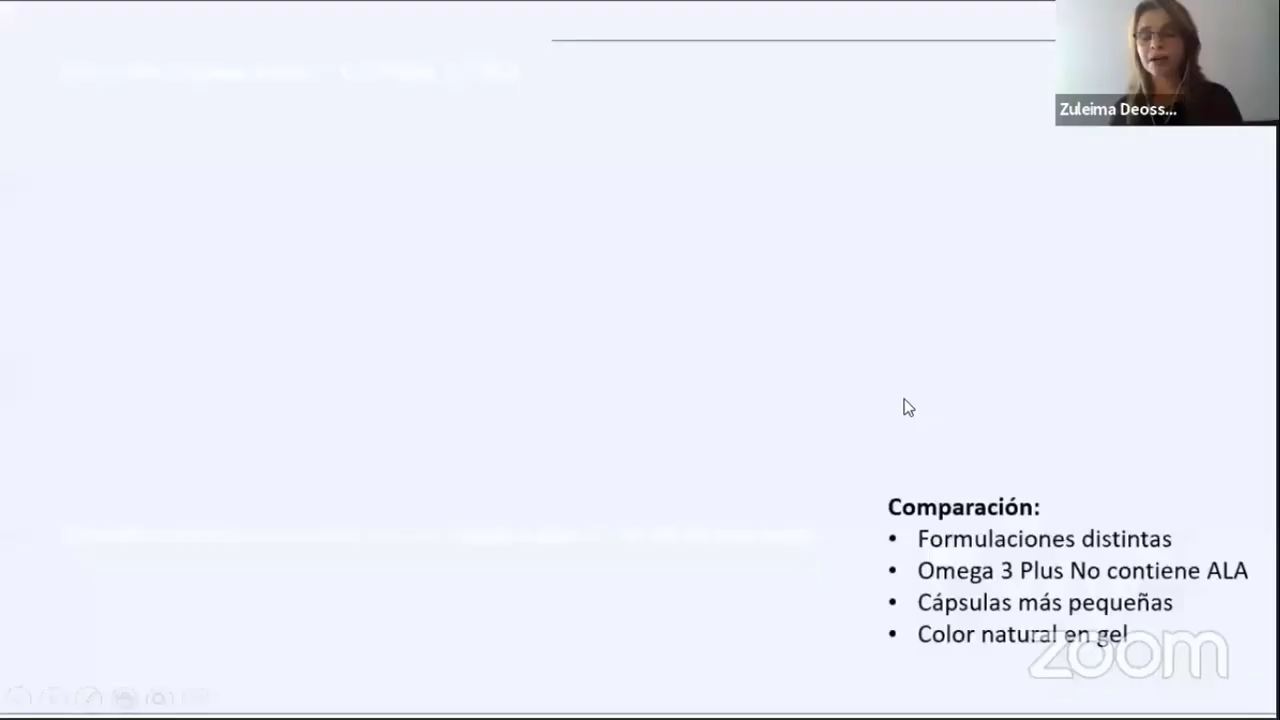 Zuleima Deoss...
Comparación:
• Formulaciones distintas
• Omega 3 Plus No contiene ALA
• Cápsulas más pequeñas
• Color natural en gel
zoom